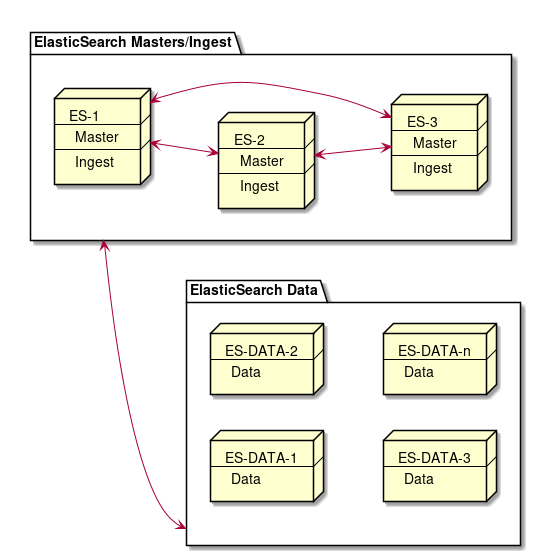 ElasticSearch Masters/Ingest
ES-1
Master
Ingest
ES-2
Master
Ingest
ES-3
Master
Ingest
ElasticSearch Data
ES-DATA-2
Data
ES-DATA-n
Data
ES-DATA-1
Data
ES-DATA-3
Data